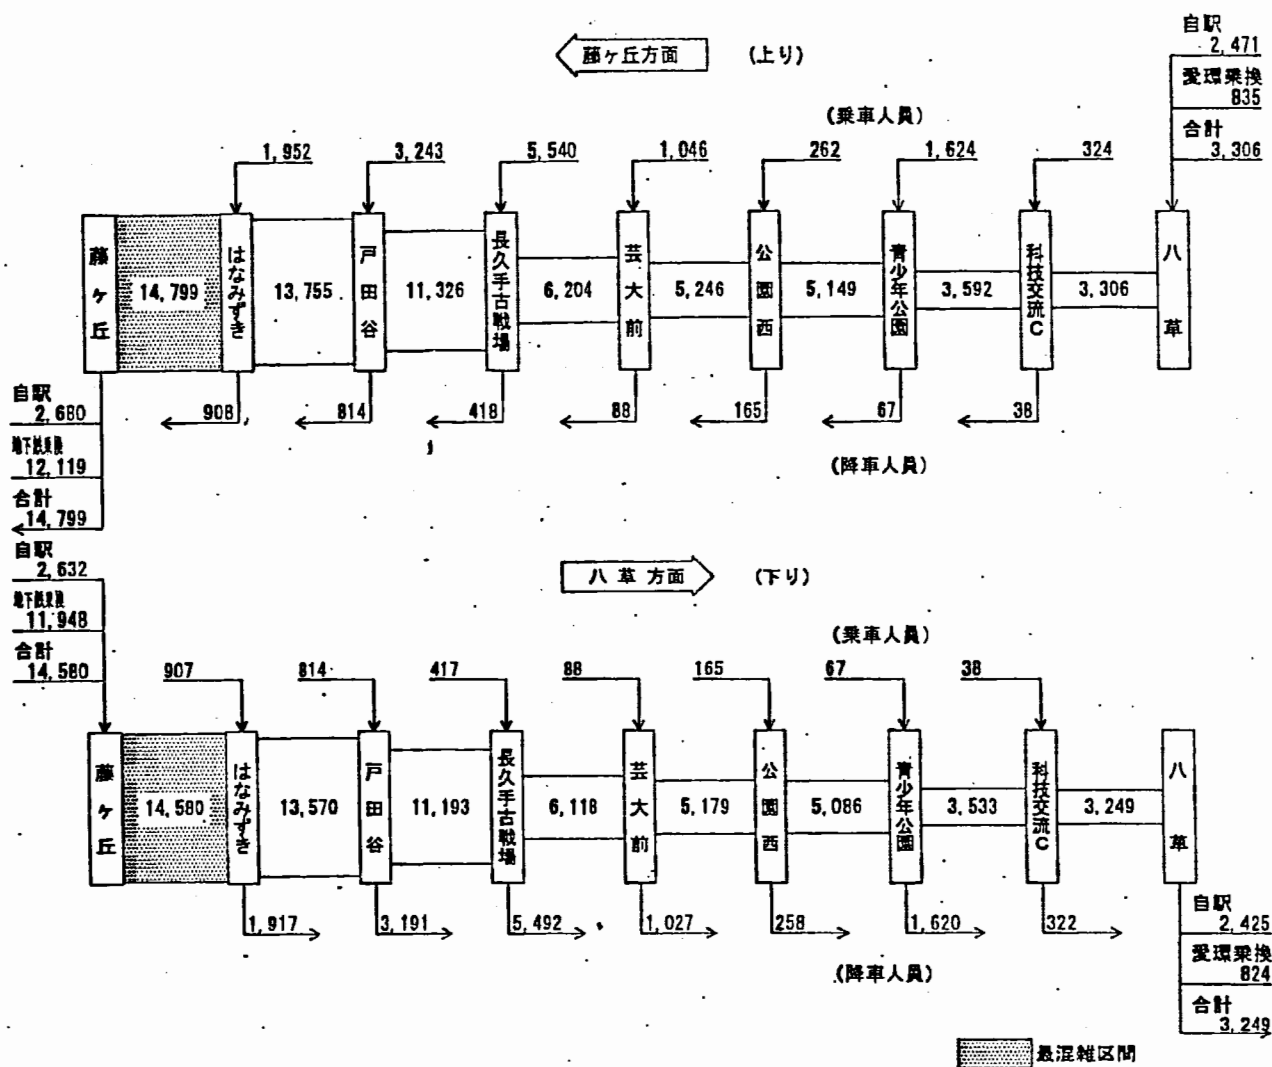 藤ヶ丘方面 (上り)
自駅
2,471
愛環乗換
835
合計
3,306
(乗車人員)
1,952 3,243 5,540 1,046 262 1,624 324
藤ヶ丘 14,799 はなみずき 13,755 戸田谷 11,326 長久手古戦場 6,204 芸大前 5,246 公園西 5,149 青少年公園 3,592 科技交流C 3,306 八草
908 814 418 88 165 67 38
(降車人員)
自駅
2,680
地下鉄乗換
12,119
合計
14,799
八草方面 (下り)
自駅
2,632
地下鉄乗換
11,948
合計
14,580
(乗車人員)
907 814 417 88 165 67 38
藤ヶ丘 14,580 はなみずき 13,570 戸田谷 11,193 長久手古戦場 6,118 芸大前 5,179 公園西 5,086 青少年公園 3,533 科技交流C 3,249 八草
1,917 3,191 5,492 1,027 258 1,620 322
(降車人員)
自駅
2,425
愛環乗換
824
合計
3,249
最混雑区間